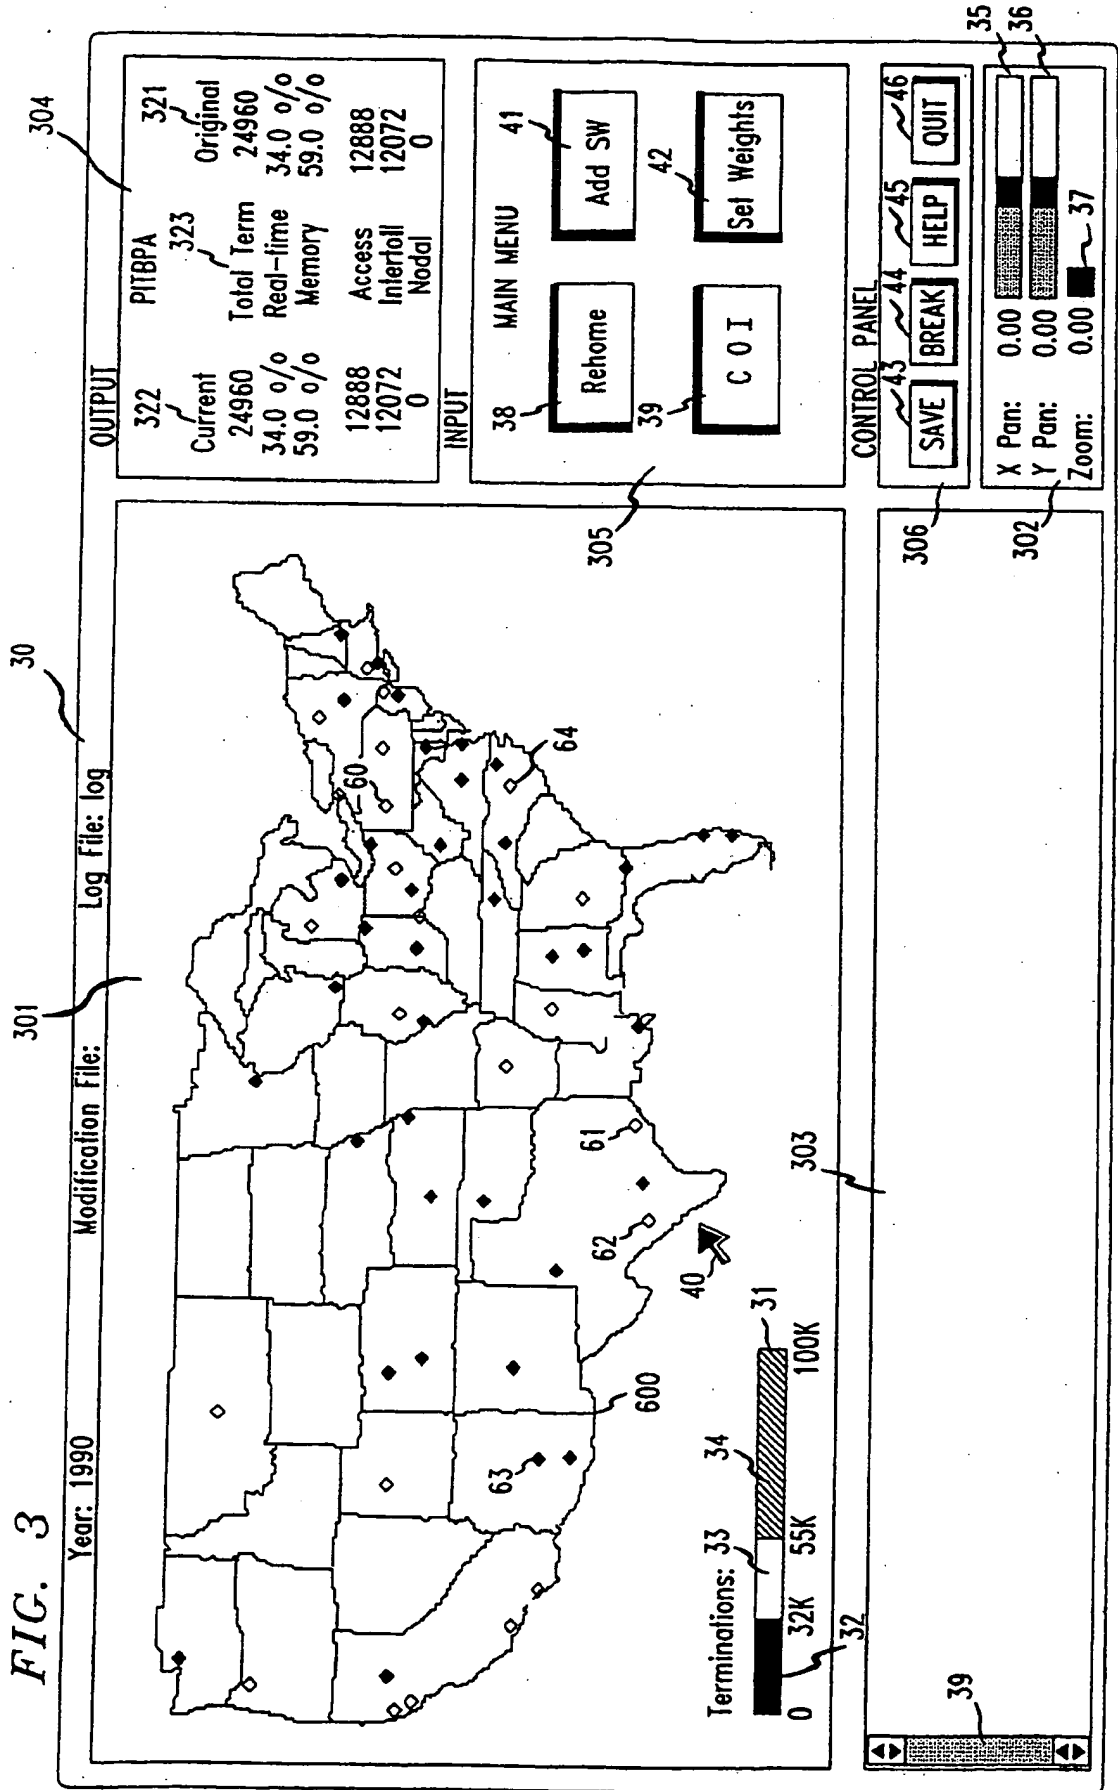 FIG. 3
30
301
304
Year: 1990 Modification File: Log File: log
OUTPUT
322 PITBPA 321
323
Current Total Term Original
24960 Total Term 24960
34.0 % Real-time 34.0 %
59.0 % Memory 59.0 %
12888 Access 12888
12072 Intertoll 12072
0 Nodal 0
INPUT
MAIN MENU
38 Rehome
41 Add SW
39 C O I
42 Set Weights
305
CONTROL PANEL
43 44 45 46
SAVE BREAK HELP QUIT
306
X Pan: 0.00 35
Y Pan: 0.00 36
Zoom: 0.00 37
302
60
64
63
61
62
600
40
Terminations: 33 34 31
0 32K 55K 100K
32
303
39